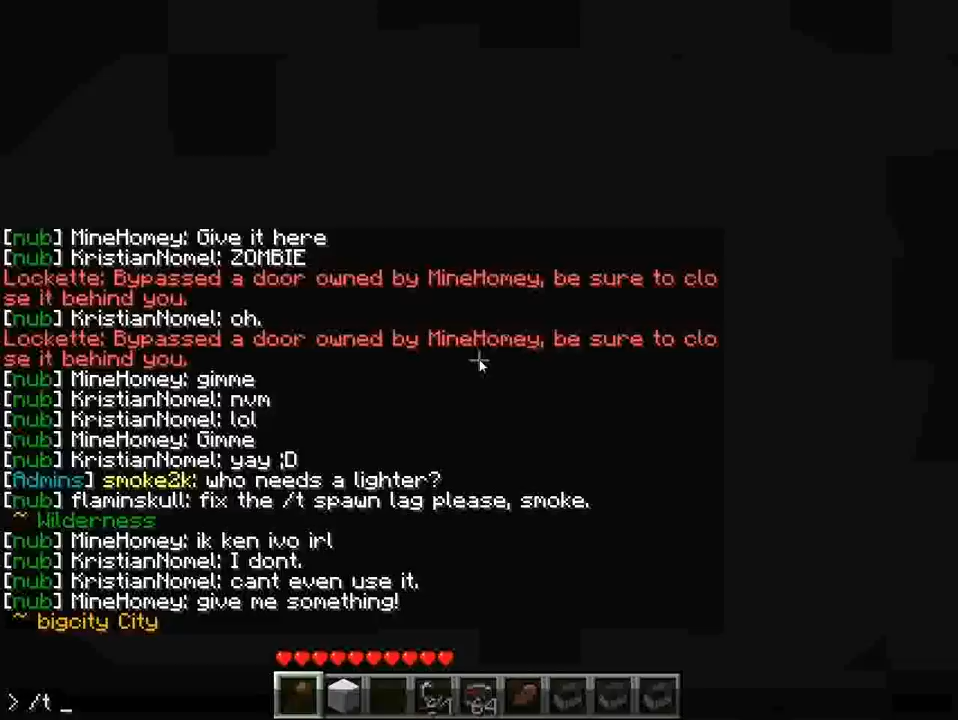 [nub] MineHomey: Give it here
[nub] KristianNomel: ZOMBIE
Lockette: Bypassed a door owned by MineHomey, be sure to clo
se it behind you.
[nub] KristianNomel: oh.
Lockette: Bypassed a door owned by MineHomey, be sure to clo
se it behind you.
[nub] MineHomey: gimme
[nub] KristianNomel: nvm
[nub] KristianNomel: lol
[nub] MineHomey: Gimme
[nub] KristianNomel: yay ;D
[Admins] smoke2k: who needs a lighter?
[nub] flaminskull: fix the /t spawn lag please, smoke.
~ Wilderness
[nub] MineHomey: ik ken ivo irl
[nub] KristianNomel: I dont.
[nub] KristianNomel: cant even use it.
[nub] MineHomey: give me something!
~ bigcity City
64
> /t _